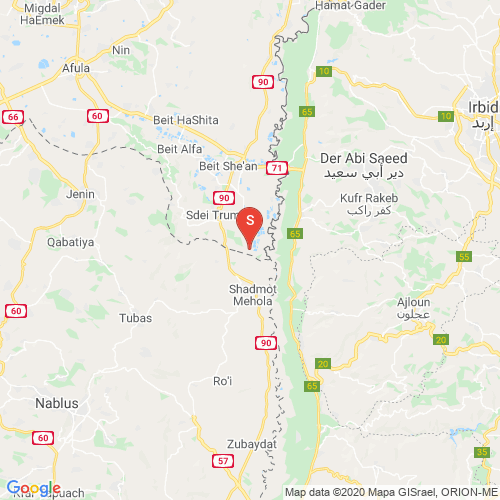 Migdal
HaEmek
Hamat Gader
Nin
Afula
90
10
65
66
60
Beit HaShita
10
Irbid
إربد
Beit Alfa
Beit She'an
71
Der Abi Saeed
دير أبي سعيد
Jenin
90
Kufr Rakeb
كفر راكب
Sdei Trum
S
65
Qabatiya
55
Shadmot
Mehola
60
Ajloun
عجلون
Tubas
90
20
20
Ro'i
65
Nablus
60
Zubaydat
57
35
Google
Map data ©2020 Mapa GISrael, ORION-ME